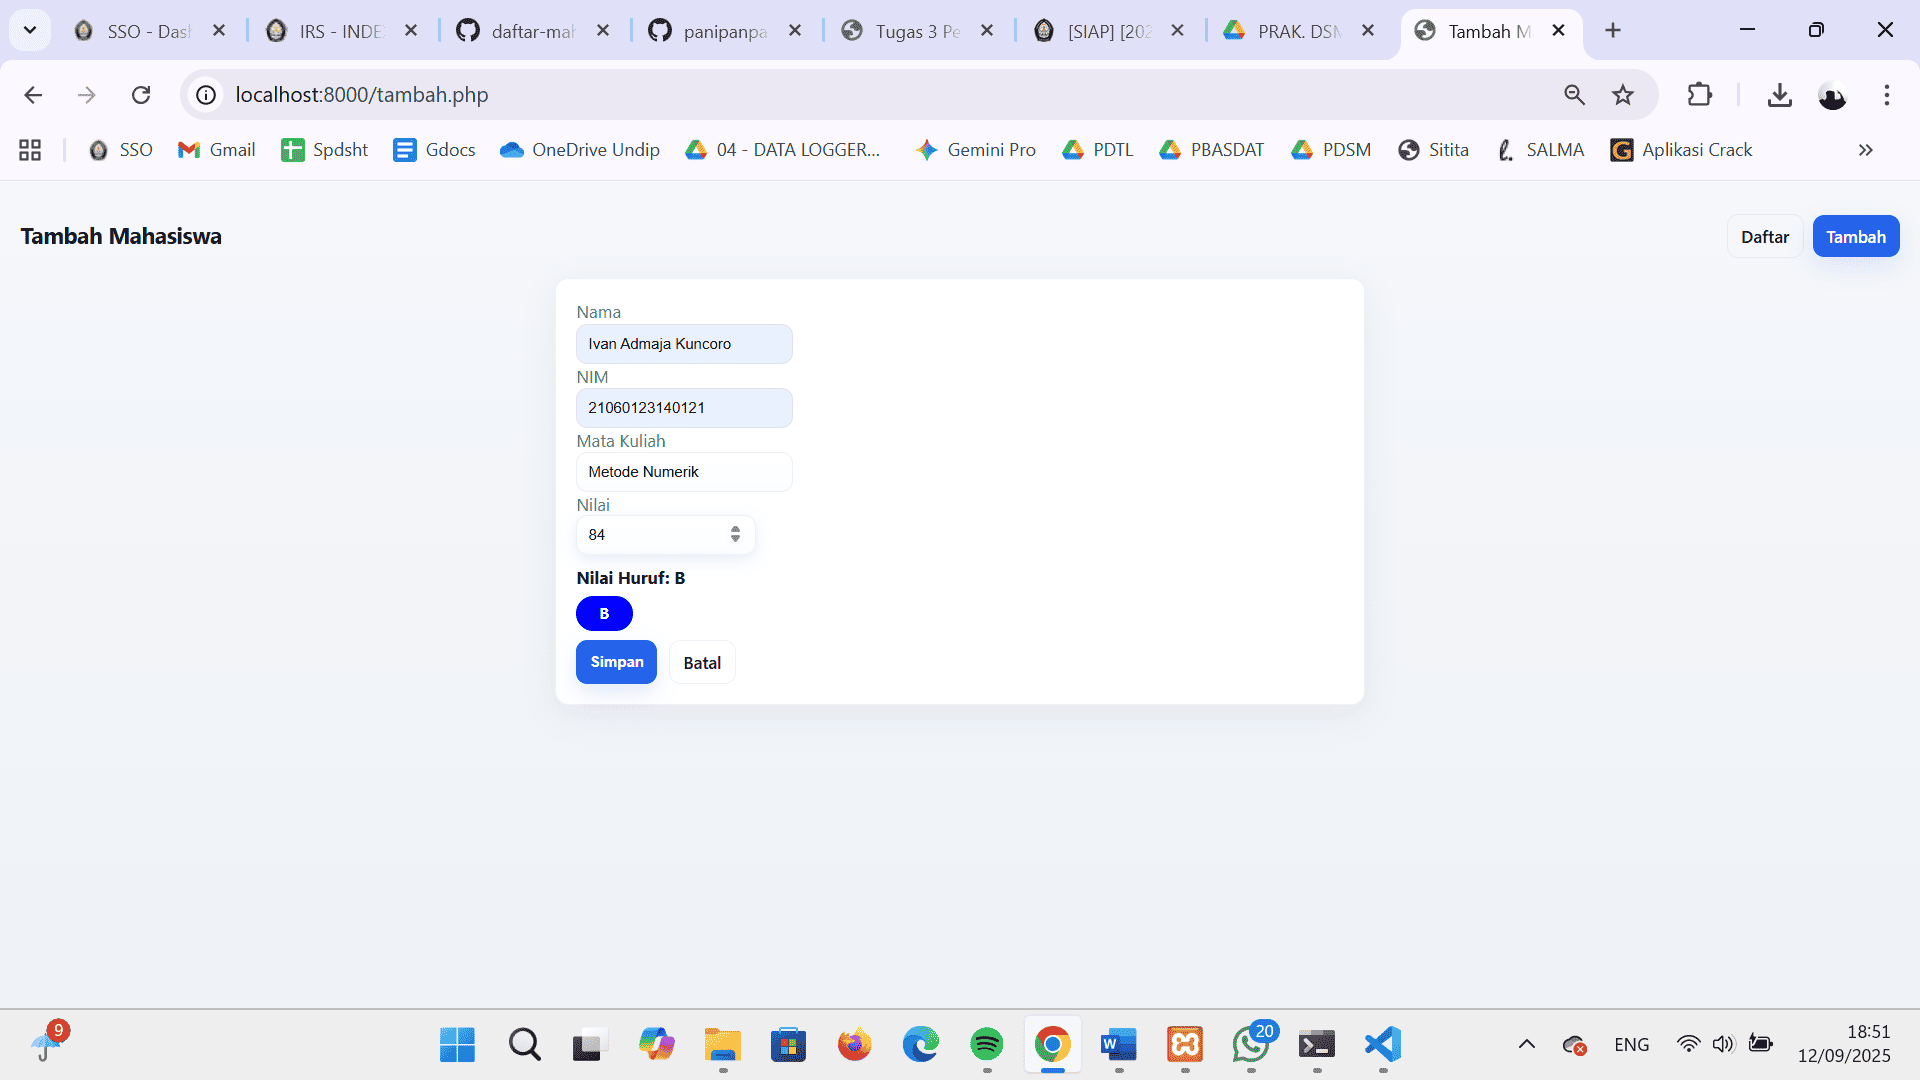 SSO - Das
IRS - INDE
daftar-mah
panipanpa
Tugas 3 Pe
[SIAP] [202
PRAK. DSM
Tambah M
localhost:8000/tambah.php
SSO
Gmail
Spdsht
Gdocs
OneDrive Undip
04 - DATA LOGGER...
Gemini Pro
PDTL
PBASDAT
PDSM
Sitita
SALMA
Aplikasi Crack
Tambah Mahasiswa
Daftar
Tambah
Nama
Ivan Admaja Kuncoro
NIM
21060123140121
Mata Kuliah
Metode Numerik
Nilai
84
Nilai Huruf: B
B
Simpan
Batal
9
20
ENG
18:51
12/09/2025